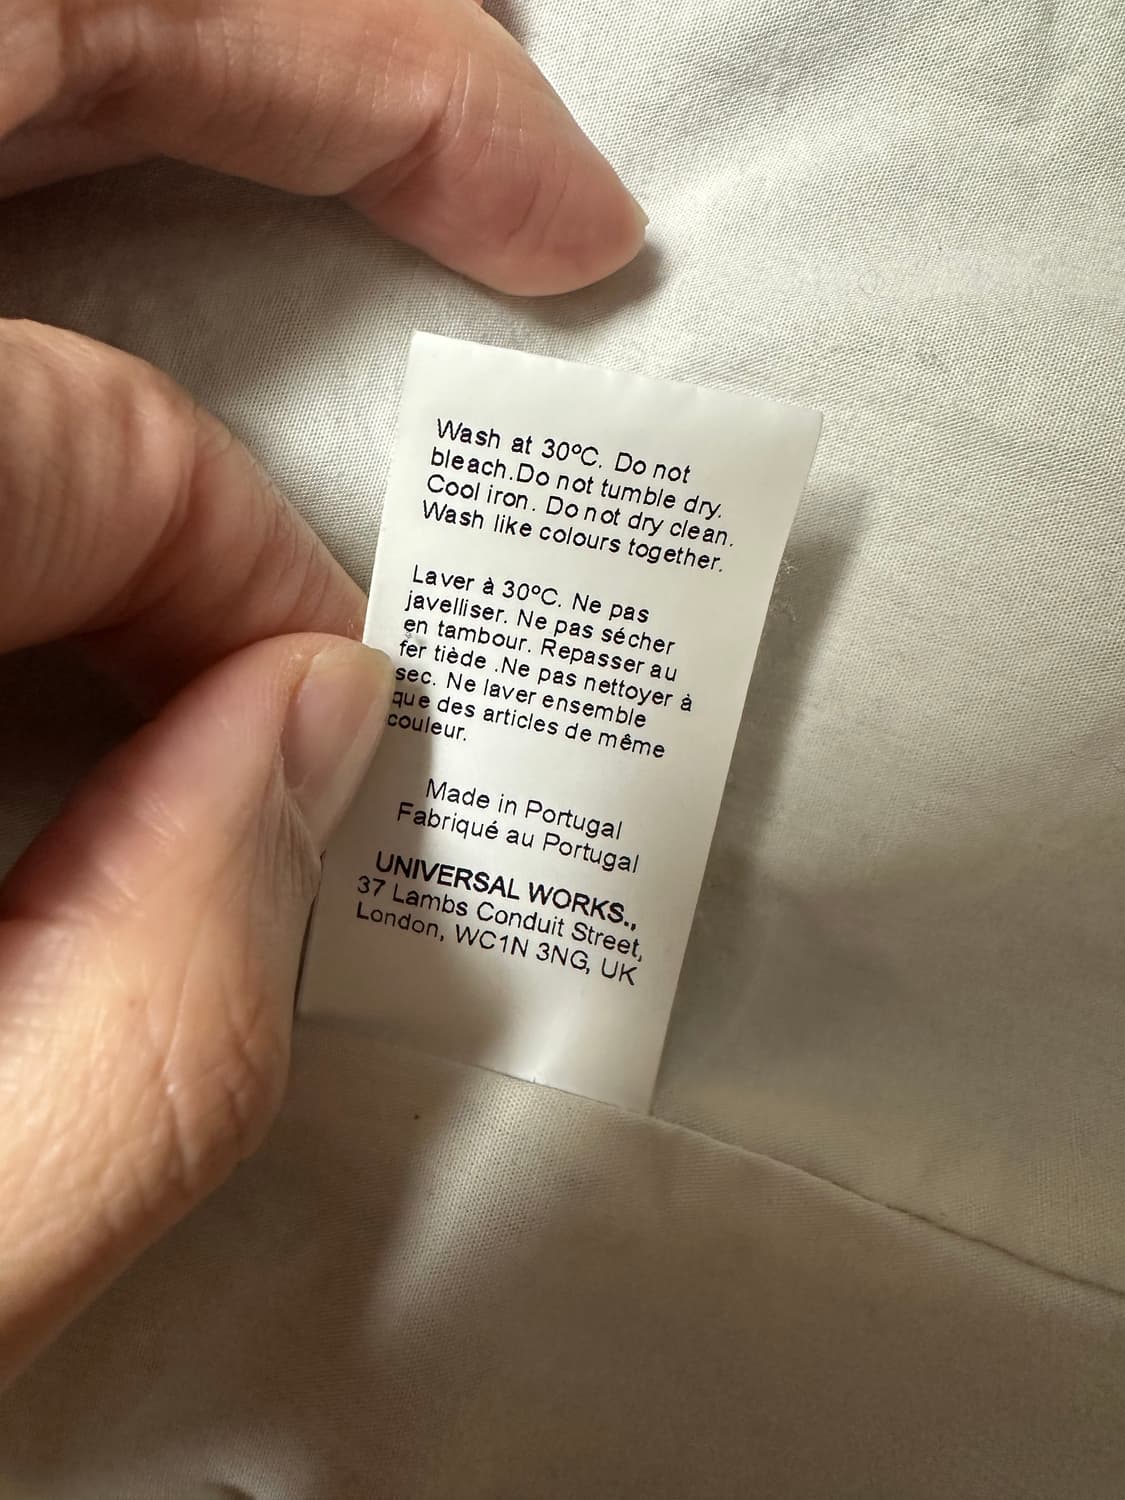 Wash at 30ºC. Do not
bleach.Do not tumble dry.
Cool iron. Do not dry clean.
Wash like colours together.
Laver à 30ºC. Ne pas
javelliser. Ne pas sécher
en tambour. Repasser au
fer tiède .Ne pas nettoyer à
sec. Ne laver ensemble
que des articles de même
couleur.
Made in Portugal
Fabriqué au Portugal
UNIVERSAL WORKS.,
37 Lambs Conduit Street,
London, WC1N 3NG, UK